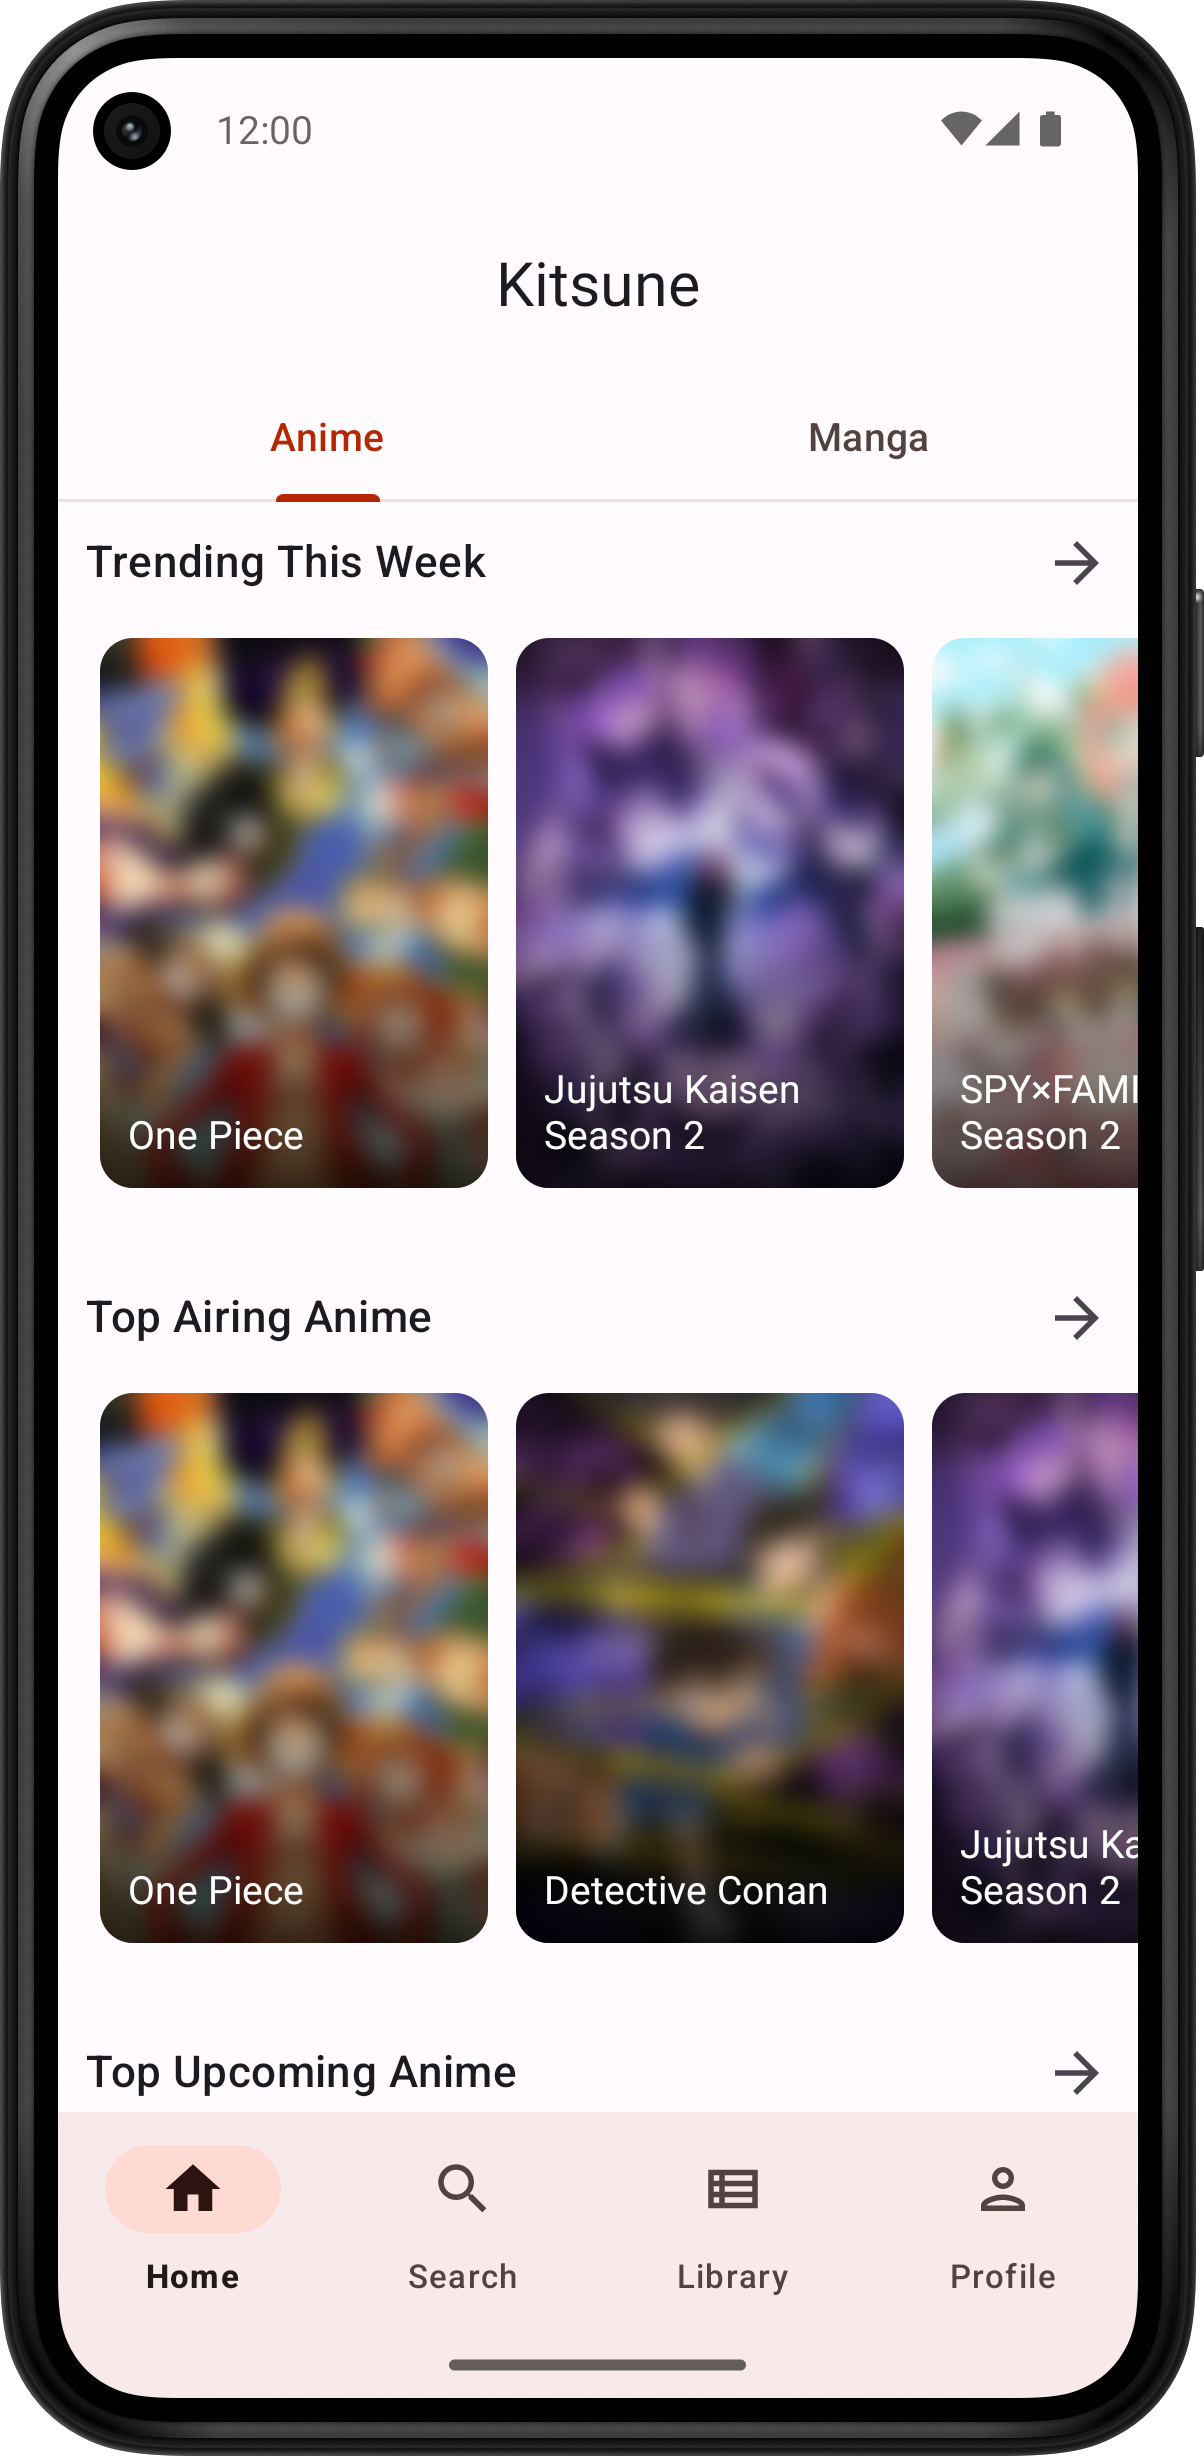 12:00
Kitsune
Anime
Manga
Trending This Week
One Piece
Jujutsu Kaisen
Season 2
SPY×FAMI
Season 2
Top Airing Anime
One Piece
Detective Conan
Jujutsu Ka
Season 2
Top Upcoming Anime
Home
Search
Library
Profile